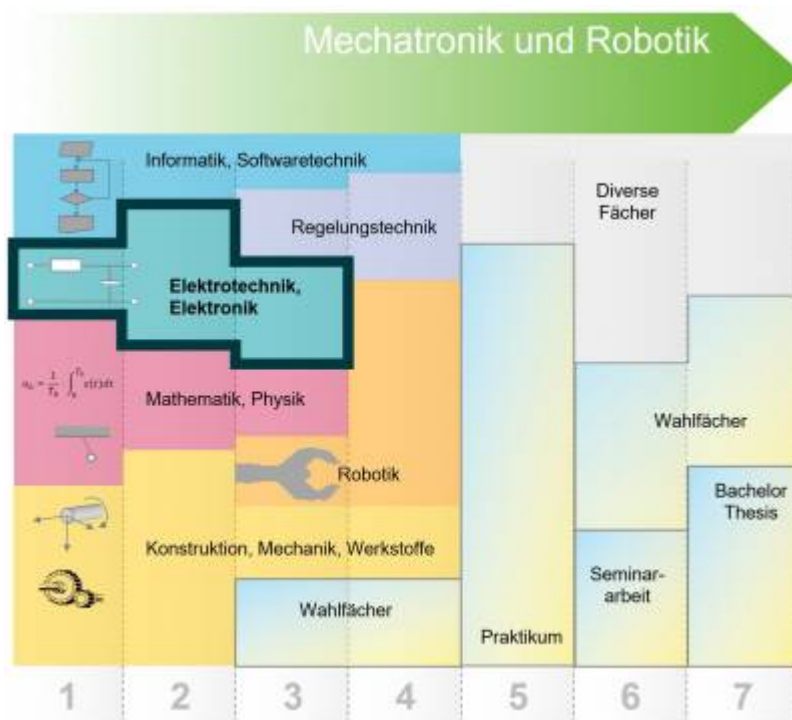 Mechatronik und Robotik
Informatik, Softwaretechnik
Diverse
Fächer
Regelungstechnik
Elektrotechnik,
Elektronik
Mathematik, Physik
Wahlfächer
Robotik
Bachelor
Thesis
Konstruktion, Mechanik, Werkstoffe
Seminar-
arbeit
Wahlfächer
Praktikum
1 2 3 4 5 6 7